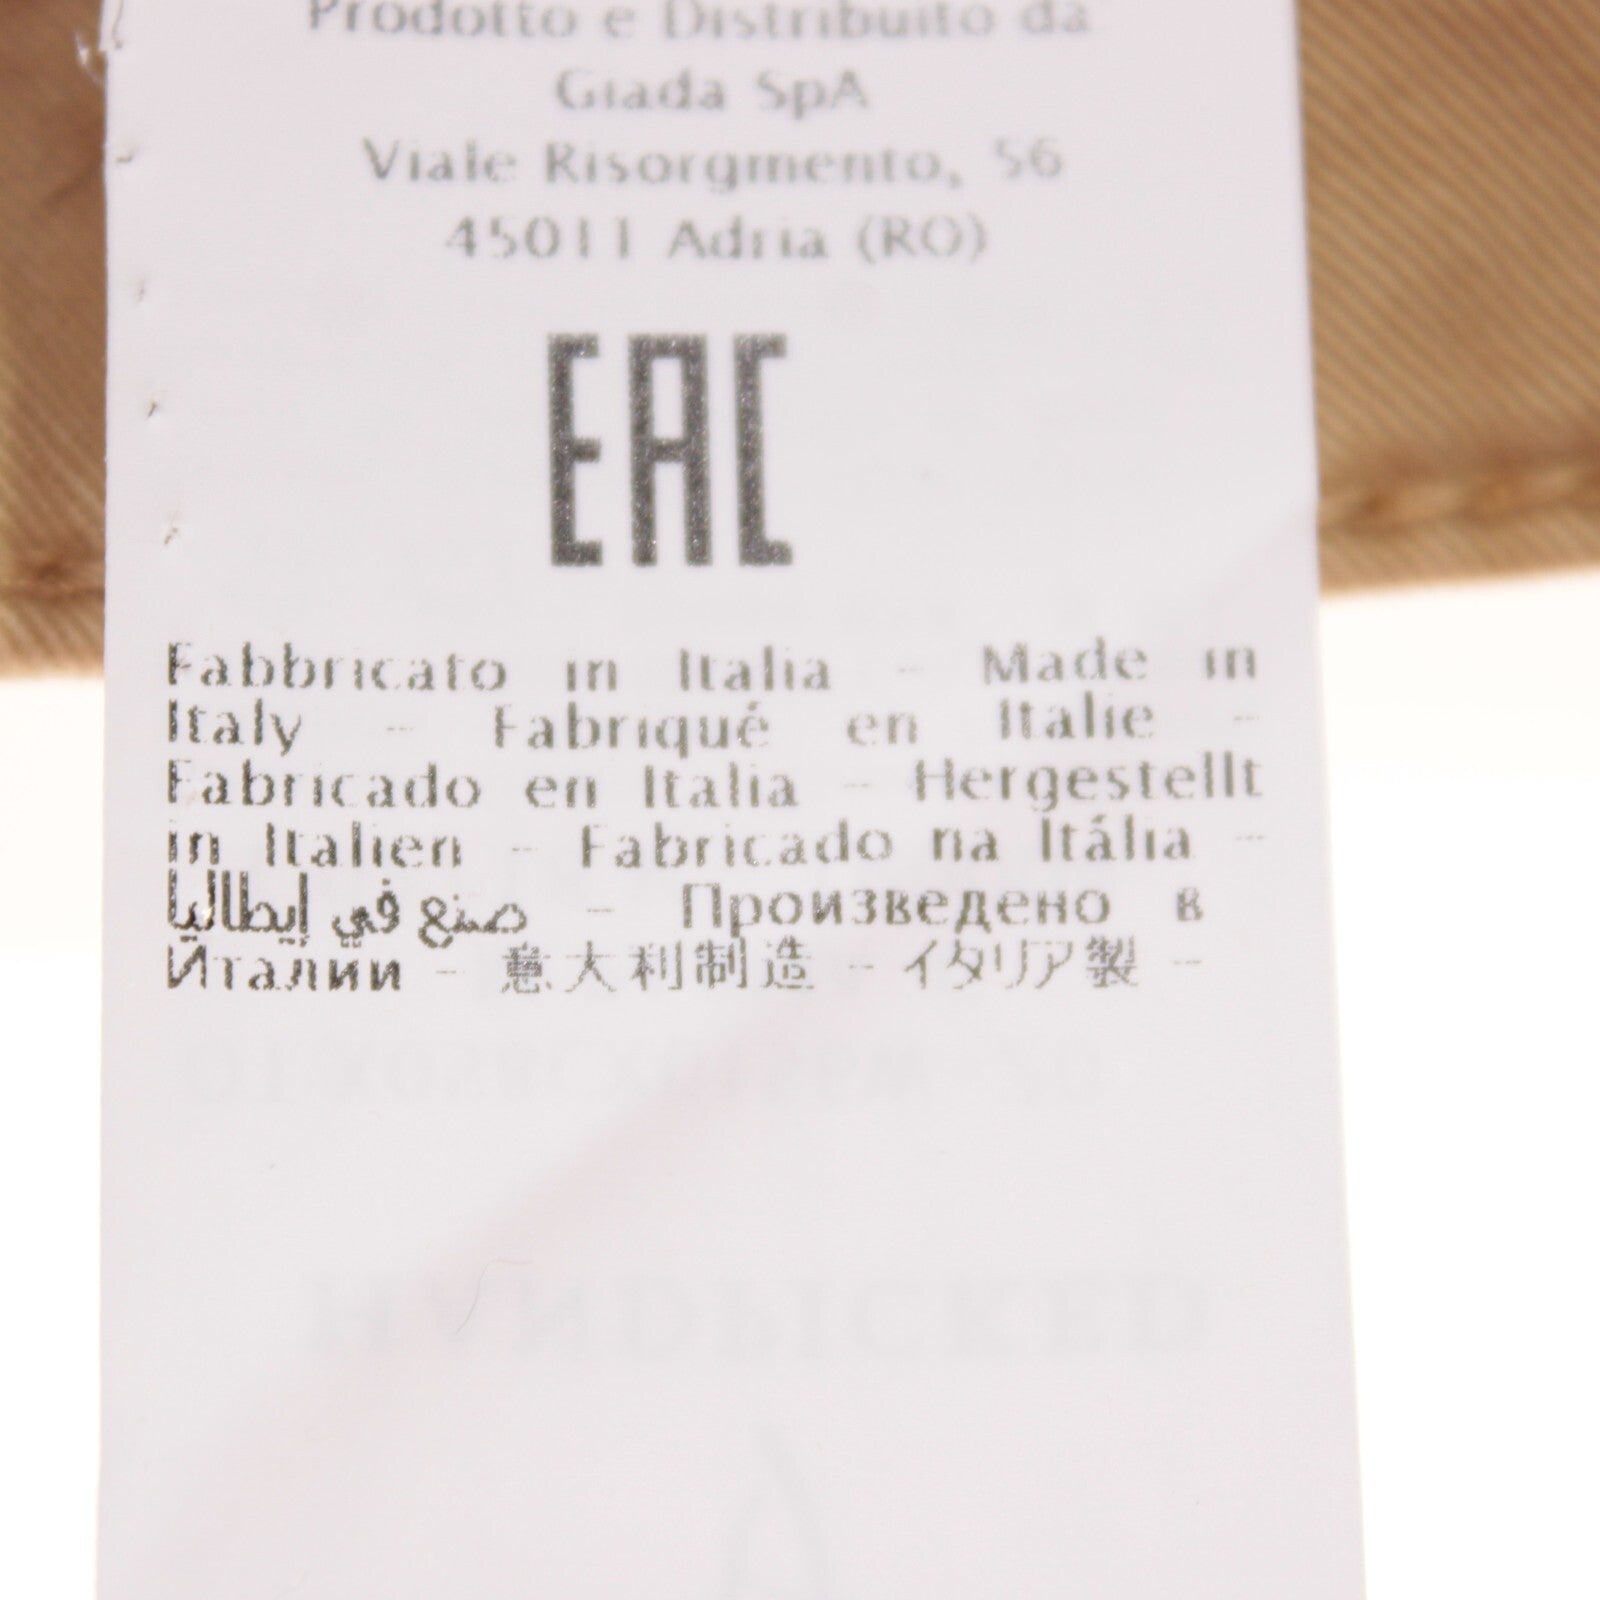 Prodotto e Distribuito da
Giada SpA
Viale Risorgmento, 56
45011 Adria (RO)
EAC
Fabbricato in Italia - Made in
Italy - Fabriqué en Italie -
Fabricado en Italia - Hergestellt
in Italien - Fabricado na Itália -
صنع في إيطاليا - Произведено в
Италии - 意大利制造 - イタリア製 -